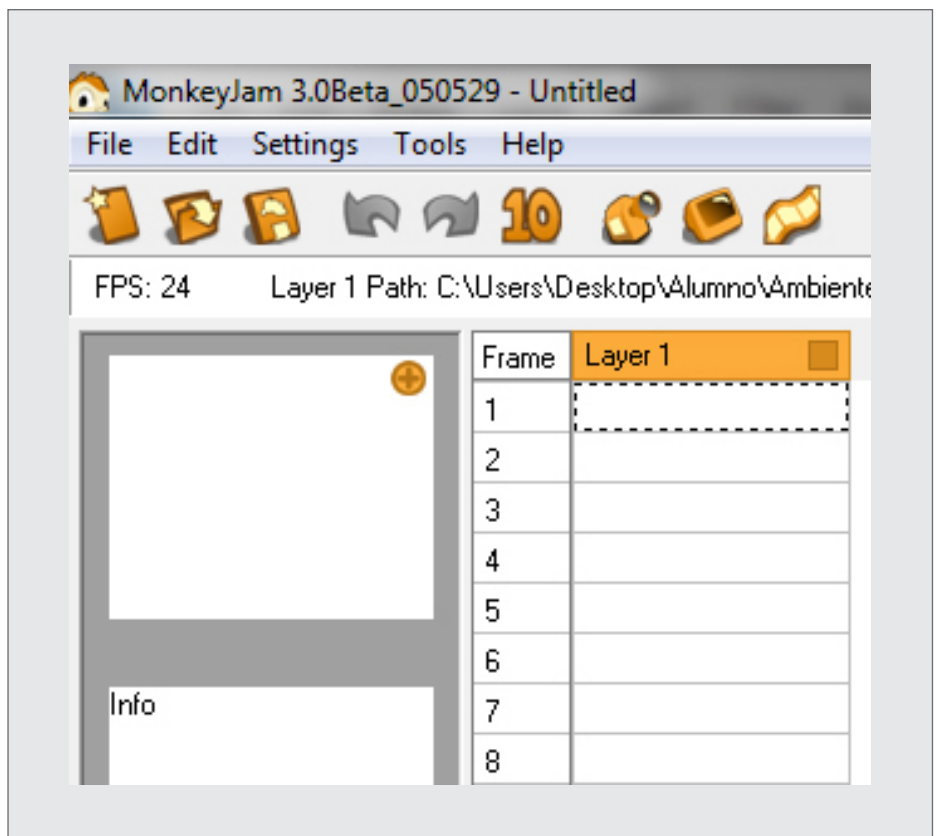 MonkeyJam 3.0Beta_050529 - Untitled
File Edit Settings Tools Help
10
FPS: 24 Layer 1 Path: C:\Users\Desktop\Alumno\Ambiente
Frame Layer 1
1
2
3
4
5
6
7
8
Info